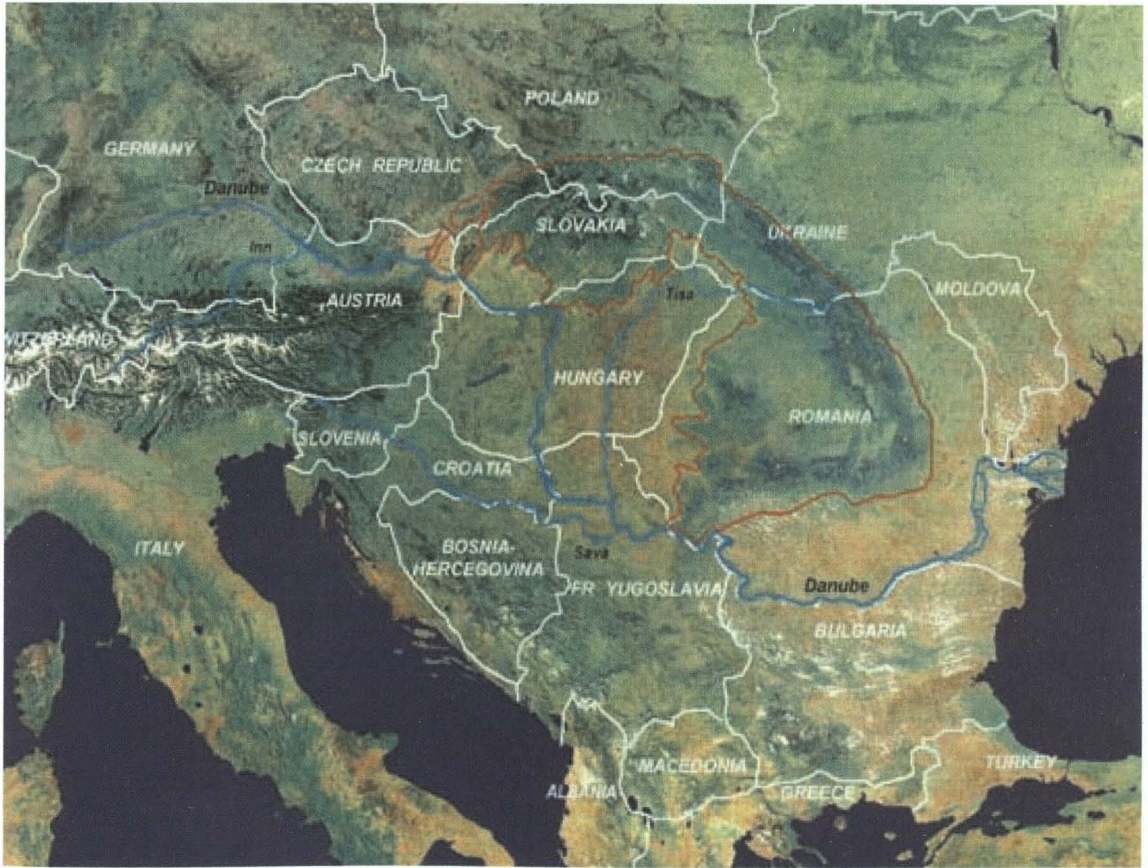 POLAND
GERMANY
CZECH REPUBLIC
Danube
SLOVAKIA
UKRAINE
Inn
MOLDOVA
AUSTRIA
Tisa
WITZERLAND
HUNGARY
ROMANIA
SLOVENIA
CROATIA
ITALY
BOSNIA-
HERCEGOVINA
Sava
FR YUGOSLAVIA
Danube
BULGARIA
MACEDONIA
TURKEY
ALBANIA
GREECE